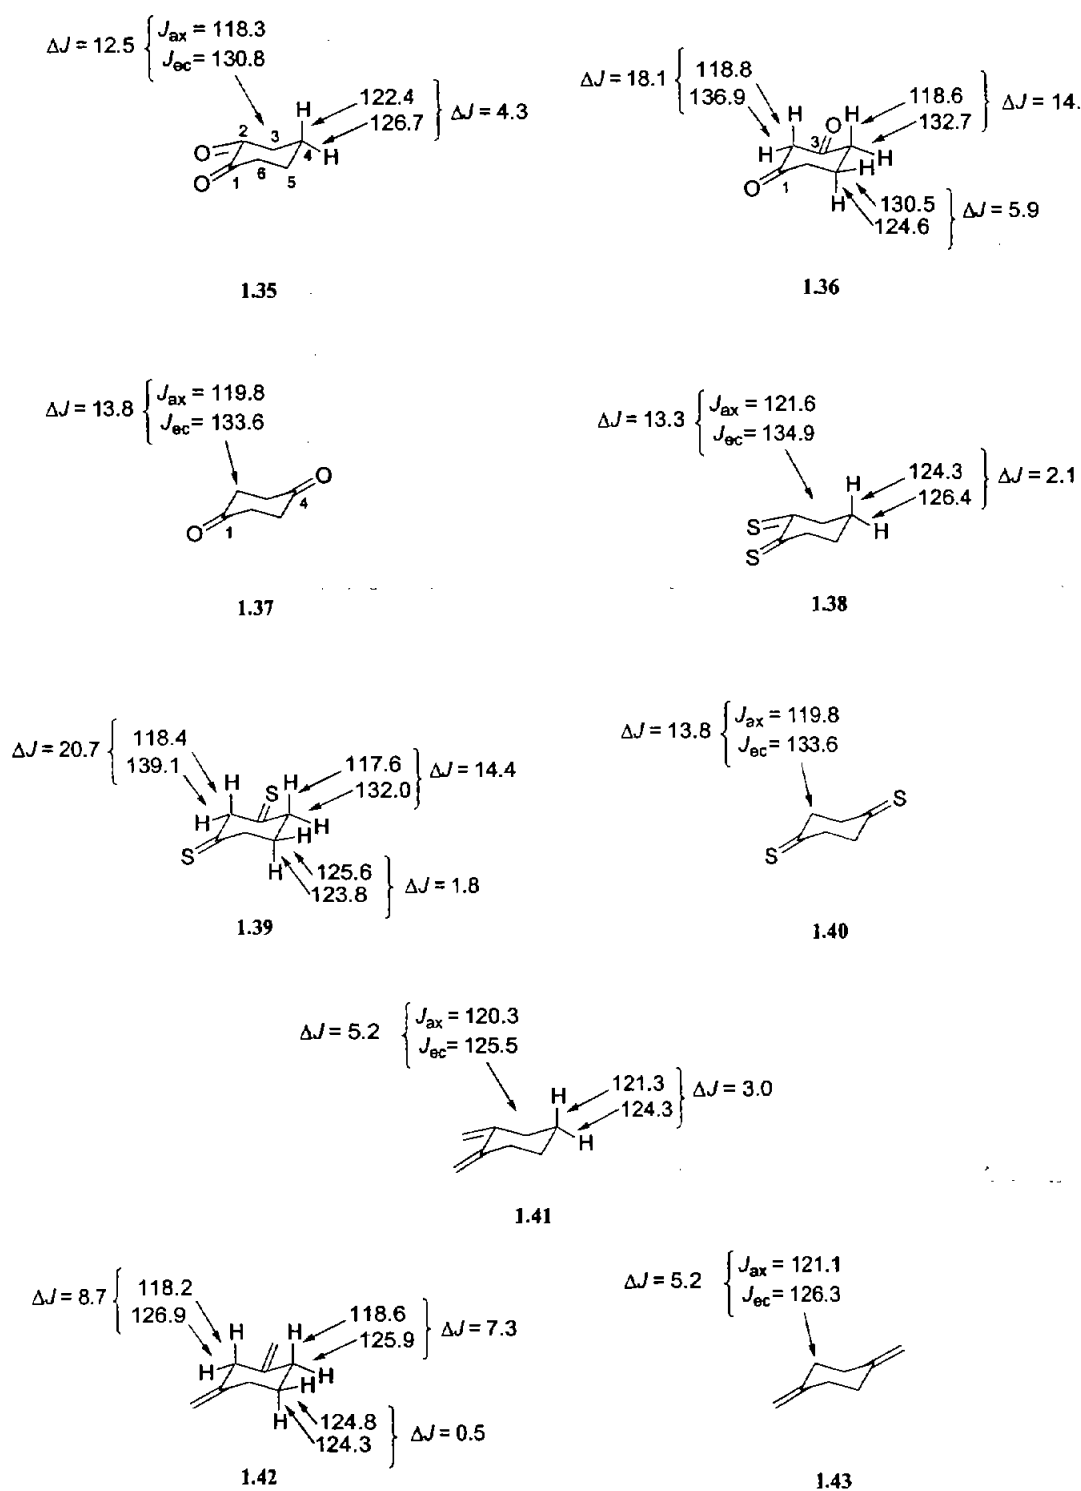 ΔJ = 12.5 { Jax = 118.3
Jec= 130.8
H 122.4
126.7 } ΔJ = 4.3
O 2 3 4 H
O 1 6 5
1.35
ΔJ = 18.1 { 118.8
136.9
118.6
132.7 } ΔJ = 14.
H O H
H 3 H
O 1 H
H 130.5
124.6 } ΔJ = 5.9
1.36
ΔJ = 13.8 { Jax = 119.8
Jec= 133.6
O
4
O 1
1.37
ΔJ = 13.3 { Jax = 121.6
Jec= 134.9
H 124.3
126.4 } ΔJ = 2.1
S H
S
1.38
ΔJ = 20.7 { 118.4
139.1
117.6
132.0 } ΔJ = 14.4
H S H
H H
S H
H 125.6
123.8 } ΔJ = 1.8
1.39
ΔJ = 13.8 { Jax = 119.8
Jec= 133.6
S
S
1.40
ΔJ = 5.2 { Jax = 120.3
Jec= 125.5
H 121.3
124.3 } ΔJ = 3.0
H
1.41
ΔJ = 8.7 { 118.2
126.9
118.6
125.9 } ΔJ = 7.3
H H
H H
H
H 124.8
124.3 } ΔJ = 0.5
1.42
ΔJ = 5.2 { Jax = 121.1
Jec= 126.3
1.43